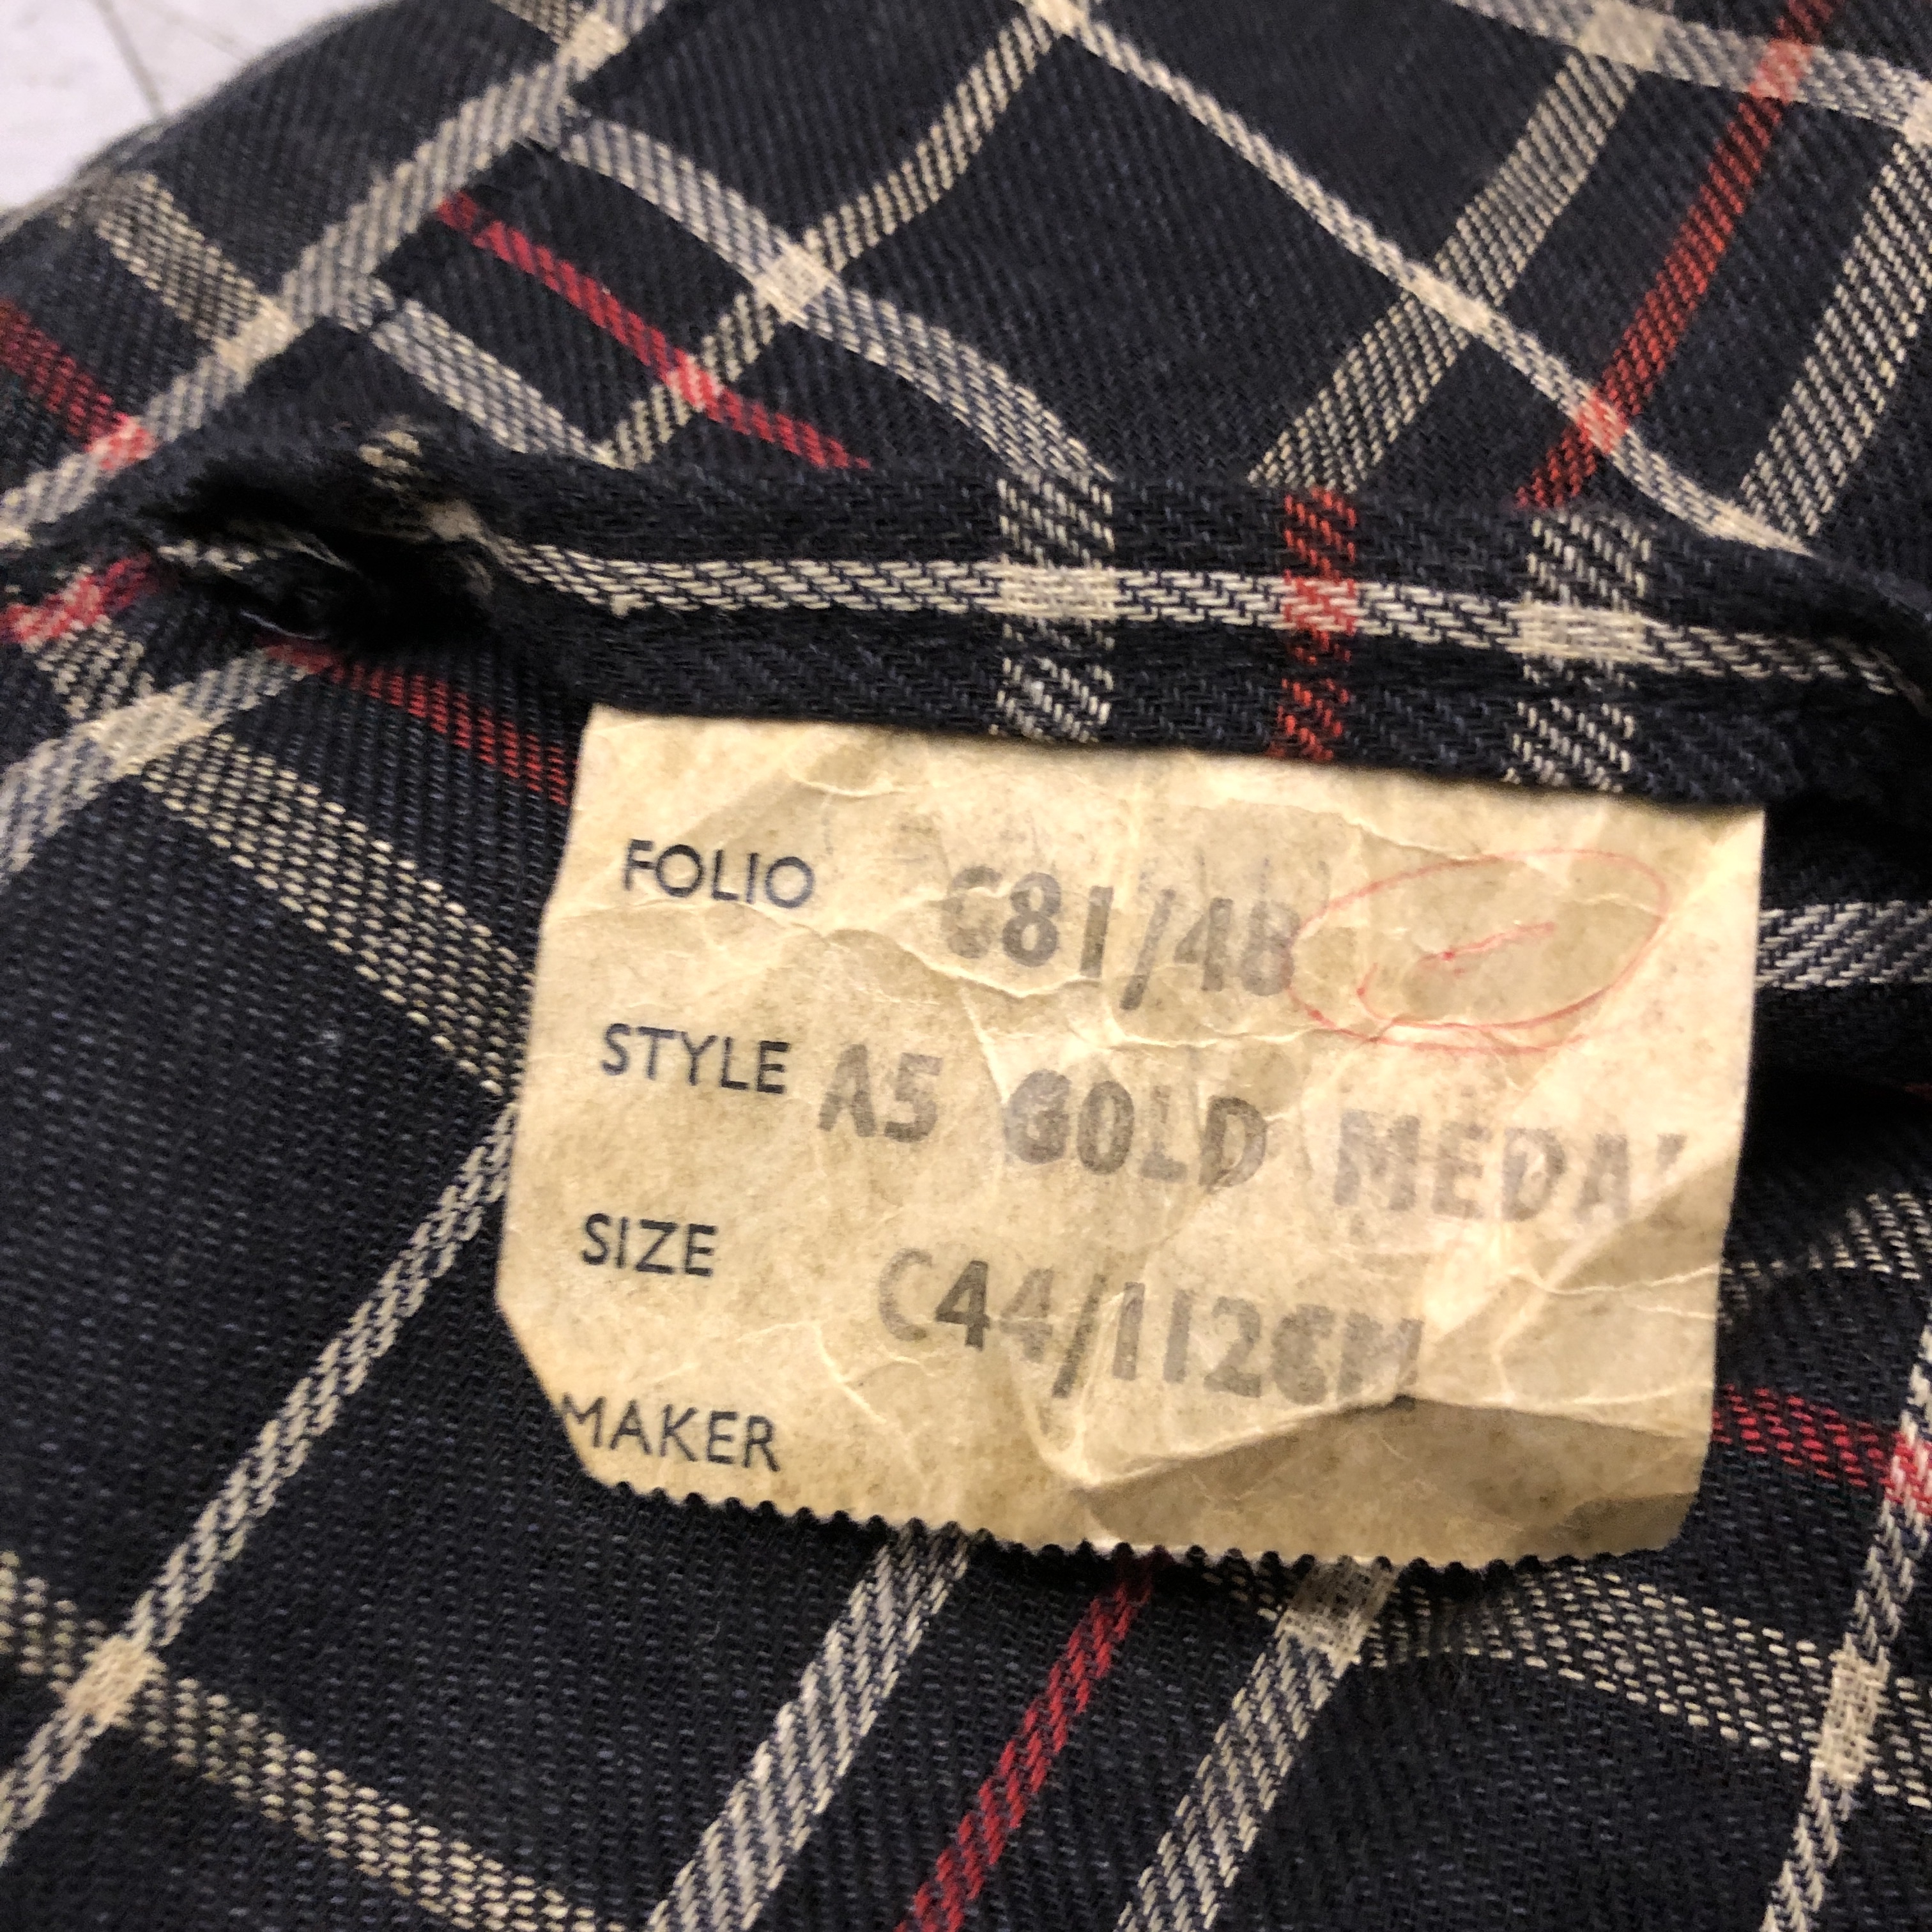 FOLIO C81/48
STYLE A5 GOLD MEDAL
SIZE C44/112CM
MAKER